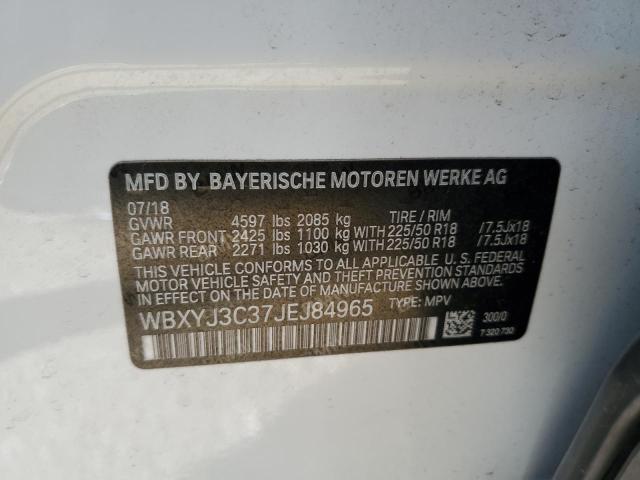 MFD BY BAYERISCHE MOTOREN WERKE AG
07/18
GVWR 4597 lbs 2085 kg TIRE / RIM
GAWR FRONT 2425 lbs 1100 kg WITH 225/50 R18 /7.5Jx18
GAWR REAR 2271 lbs 1030 kg WITH 225/50 R18 /7.5Jx18
THIS VEHICLE CONFORMS TO ALL APPLICABLE U. S. FEDERAL
MOTOR VEHICLE SAFETY, BUMPER, AND THEFT PREVENTION
STANDARDS IN EFFECT ON THE DATE OF MANUFACTURE SHOWN ABOVE.
WBXYJ3C37JEJ84965 TYPE: MPV
300/0
7 320 730